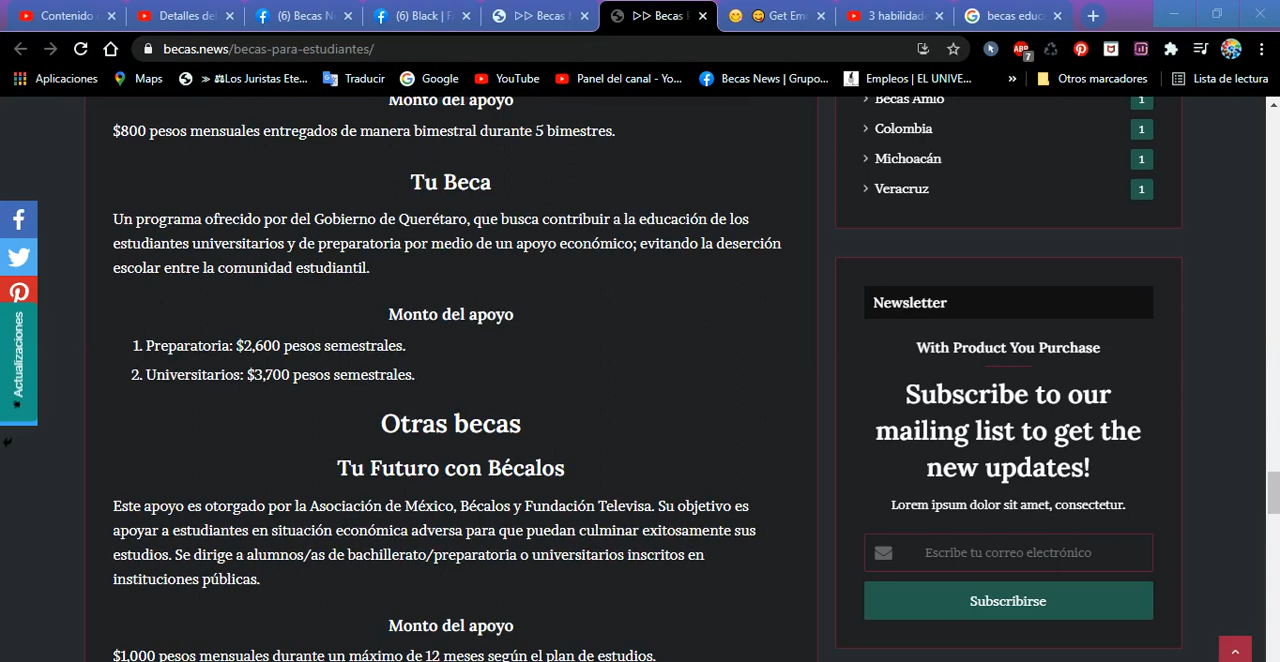 Contenido
Detalles del
(6) Becas N
(6) Black | F
▷▷ Becas
▷▷ Becas
Get Em
3 habilidad
becas educ
becas.news/becas-para-estudiantes/
Aplicaciones
Maps
» ⚖Los Juristas Ete...
Traducir
Google
YouTube
Panel del canal - Yo...
Becas News | Grupo...
Empleos | EL UNIVE...
»
Otros marcadores
Lista de lectura
Monto del apoyo
$800 pesos mensuales entregados de manera bimestral durante 5 bimestres.
Tu Beca
Un programa ofrecido por del Gobierno de Querétaro, que busca contribuir a la educación de los
estudiantes universitarios y de preparatoria por medio de un apoyo económico; evitando la deserción
escolar entre la comunidad estudiantil.
Monto del apoyo
1. Preparatoria: $2,600 pesos semestrales.
2. Universitarios: $3,700 pesos semestrales.
Otras becas
Tu Futuro con Bécalos
Este apoyo es otorgado por la Asociación de México, Bécalos y Fundación Televisa. Su objetivo es
apoyar a estudiantes en situación económica adversa para que puedan culminar exitosamente sus
estudios. Se dirige a alumnos/as de bachillerato/preparatoria o universitarios inscritos en
instituciones públicas.
Monto del apoyo
$1,000 pesos mensuales durante un máximo de 12 meses según el plan de estudios.
Becas Amlo 1
Colombia 1
Michoacán 1
Veracruz 1
Newsletter
With Product You Purchase
Subscribe to our
mailing list to get the
new updates!
Lorem ipsum dolor sit amet, consectetur.
Escribe tu correo electrónico
Subscribirse
Actualizaciones
ABP
7